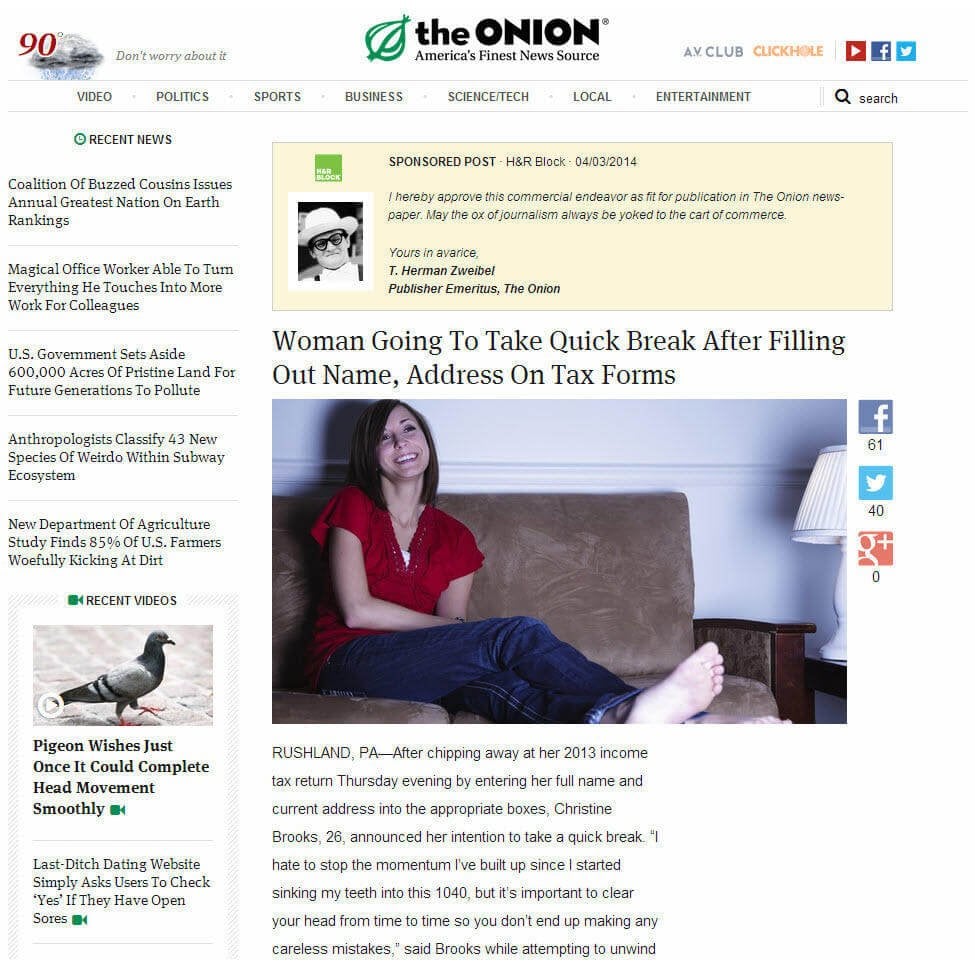 90°
Don't worry about it
the ONION®
America's Finest News Source
A.V. CLUB CLICKHOLE
VIDEO · POLITICS · SPORTS · BUSINESS · SCIENCE/TECH · LOCAL · ENTERTAINMENT
search
RECENT NEWS
Coalition Of Buzzed Cousins Issues
Annual Greatest Nation On Earth
Rankings
Magical Office Worker Able To Turn
Everything He Touches Into More
Work For Colleagues
U.S. Government Sets Aside
600,000 Acres Of Pristine Land For
Future Generations To Pollute
Anthropologists Classify 43 New
Species Of Weirdo Within Subway
Ecosystem
New Department Of Agriculture
Study Finds 85% Of U.S. Farmers
Woefully Kicking At Dirt
RECENT VIDEOS
Pigeon Wishes Just
Once It Could Complete
Head Movement
Smoothly
Last-Ditch Dating Website
Simply Asks Users To Check
‘Yes’ If They Have Open
Sores
H&R
BLOCK
SPONSORED POST · H&R Block · 04/03/2014
I hereby approve this commercial endeavor as fit for publication in The Onion news-
paper. May the ox of journalism always be yoked to the cart of commerce.
Yours in avarice,
T. Herman Zweibel
Publisher Emeritus, The Onion
Woman Going To Take Quick Break After Filling
Out Name, Address On Tax Forms
f
61
40
g+
0
RUSHLAND, PA—After chipping away at her 2013 income
tax return Thursday evening by entering her full name and
current address into the appropriate boxes, Christine
Brooks, 26, announced her intention to take a quick break. “I
hate to stop the momentum I’ve built up since I started
sinking my teeth into this 1040, but it’s important to clear
your head from time to time so you don’t end up making any
careless mistakes,” said Brooks while attempting to unwind